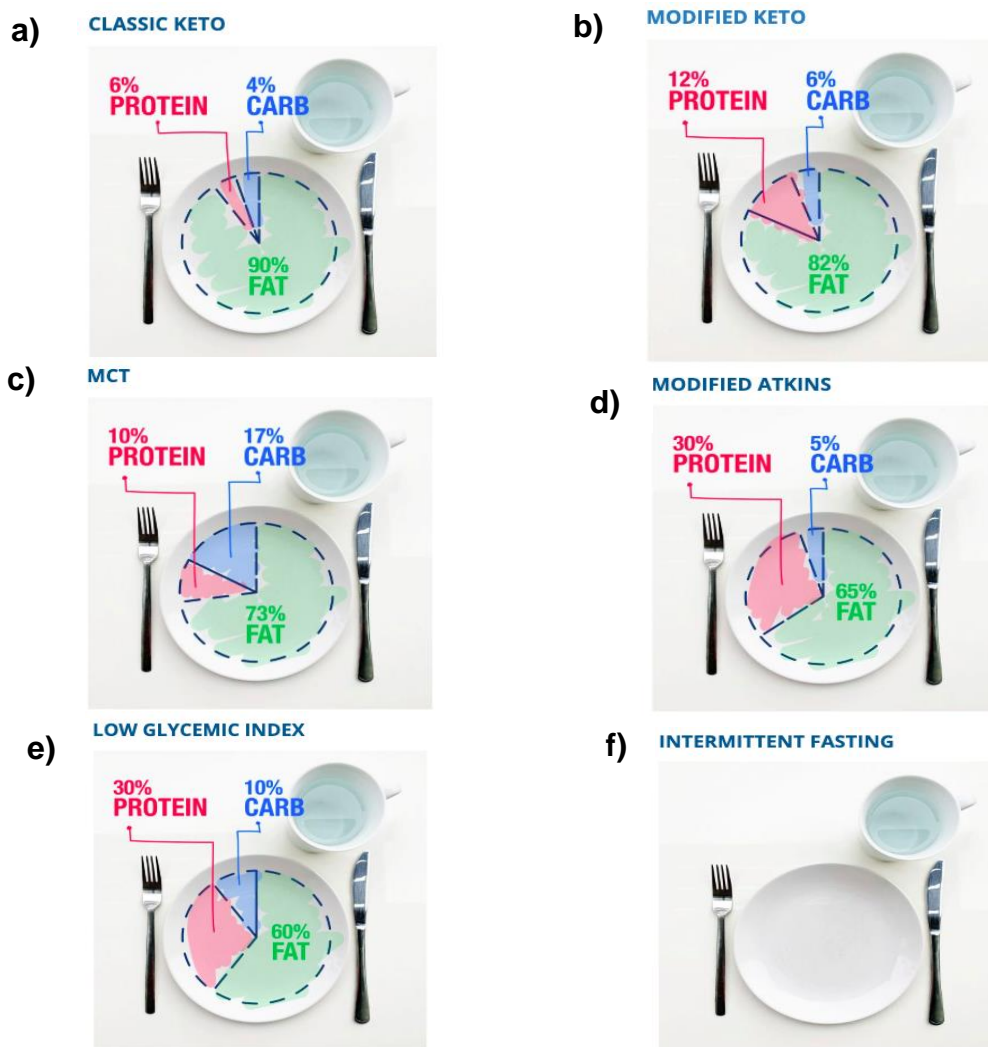 a) CLASSIC KETO
6% 4%
PROTEIN CARB
90%
FAT
b) MODIFIED KETO
12% 6%
PROTEIN CARB
82%
FAT
c) MCT
10% 17%
PROTEIN CARB
73%
FAT
d) MODIFIED ATKINS
30% 5%
PROTEIN CARB
65%
FAT
e) LOW GLYCEMIC INDEX
30% 10%
PROTEIN CARB
60%
FAT
f) INTERMITTENT FASTING